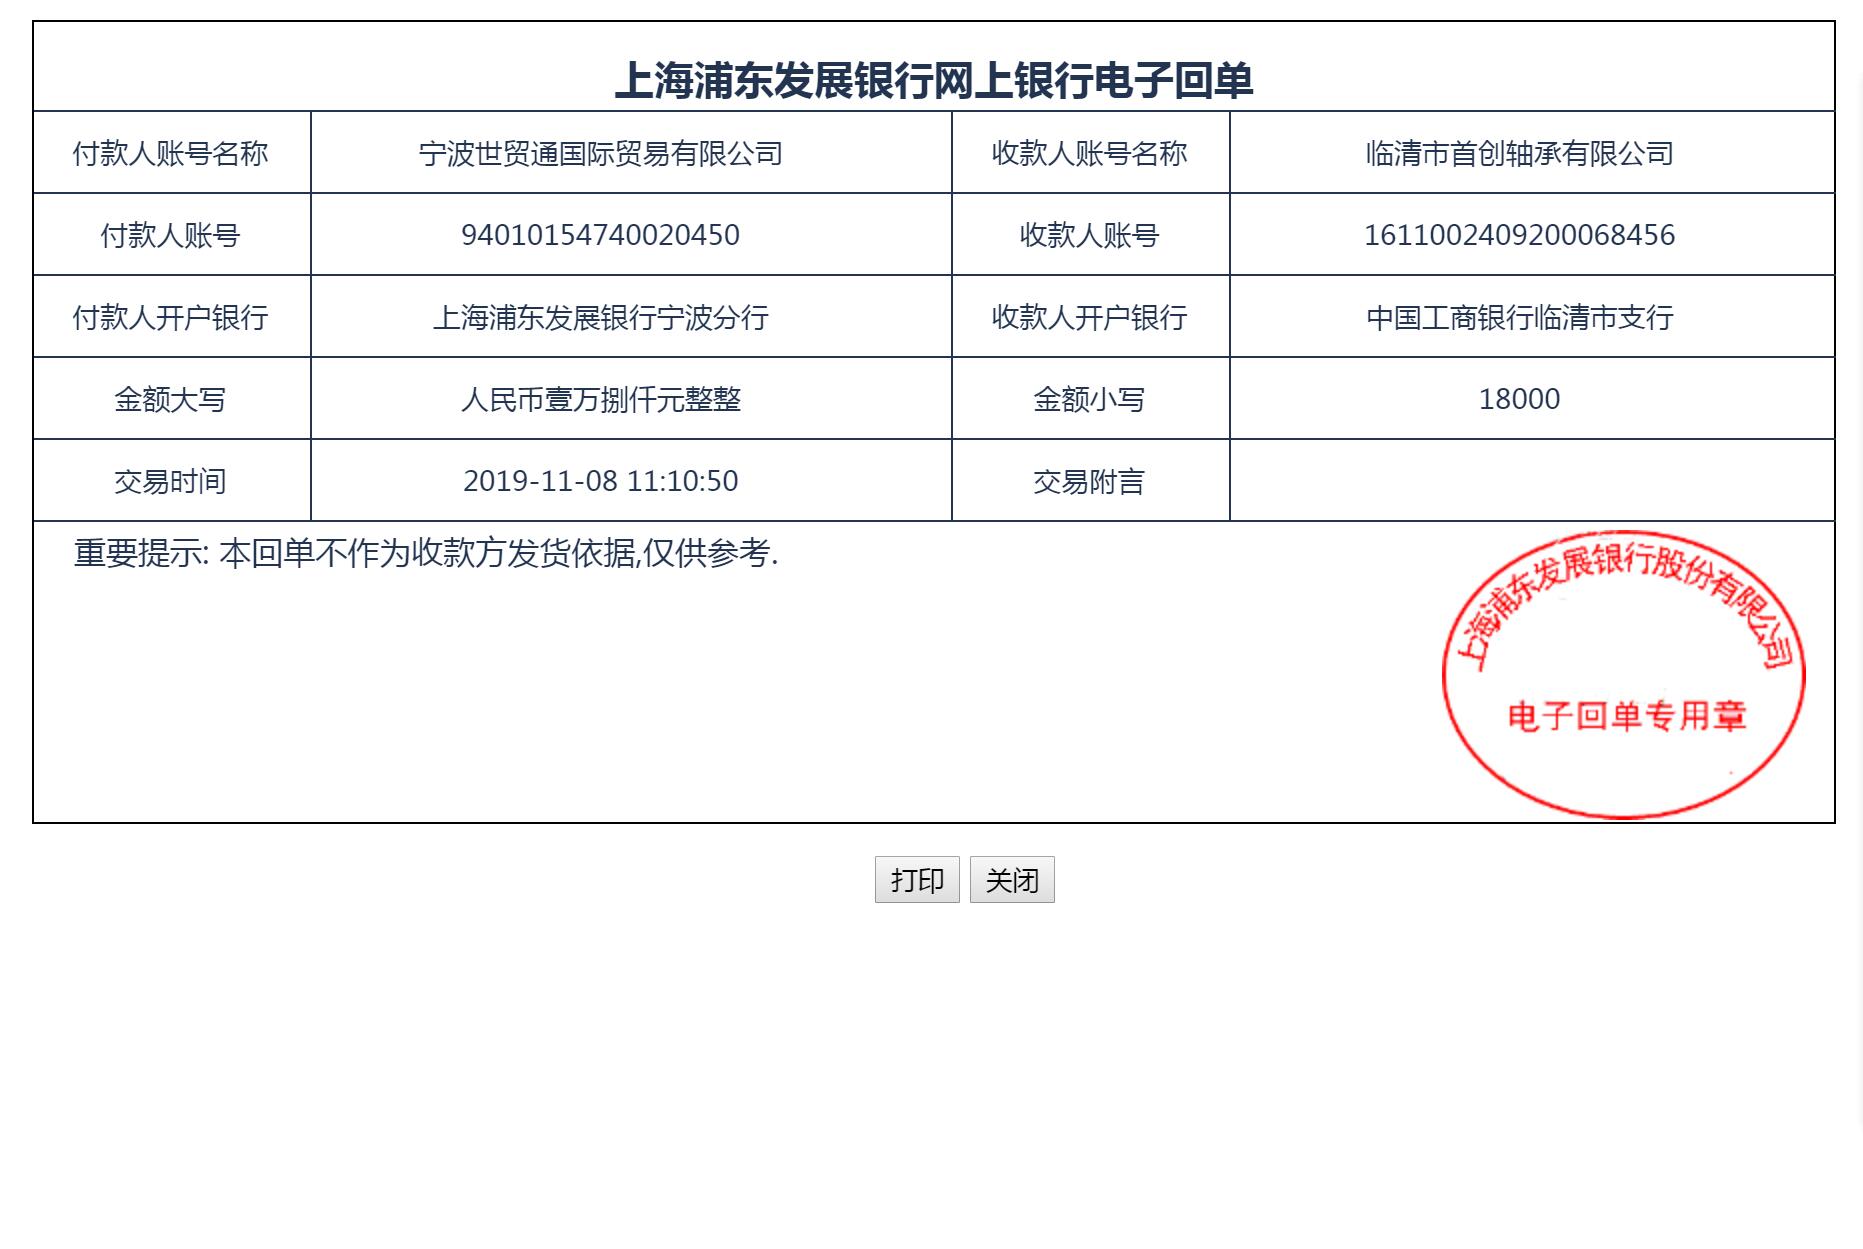 上海浦东发展银行网上银行电子回单
付款人账号名称 宁波世贸通国际贸易有限公司 收款人账号名称 临清市首创轴承有限公司
付款人账号 94010154740020450 收款人账号 1611002409200068456
付款人开户银行 上海浦东发展银行宁波分行 收款人开户银行 中国工商银行临清市支行
金额大写 人民币壹万捌仟元整整 金额小写 18000
交易时间 2019-11-08 11:10:50 交易附言
重要提示: 本回单不作为收款方发货依据,仅供参考.
上海浦东发展银行股份有限公司
电子回单专用章
打印 关闭